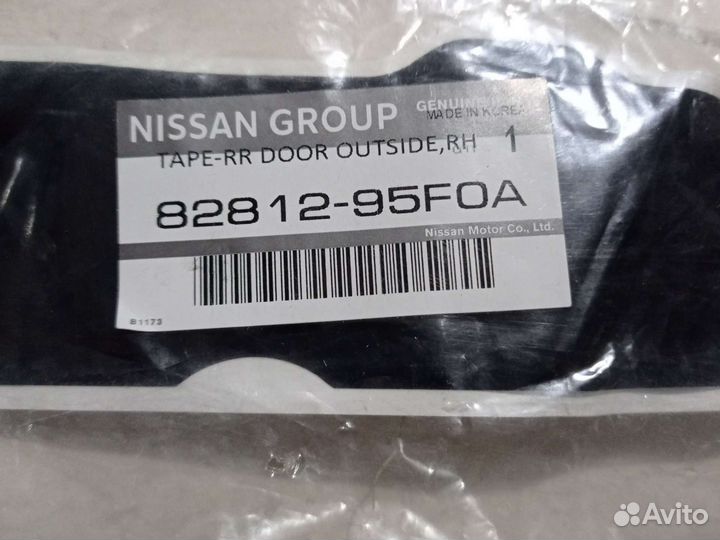 NISSAN GROUP GENUINE
MADE IN KOREA
TAPE-RR DOOR OUTSIDE,RH 1
82812-95F0A
Nissan Motor Co., Ltd.
B1173
Avito